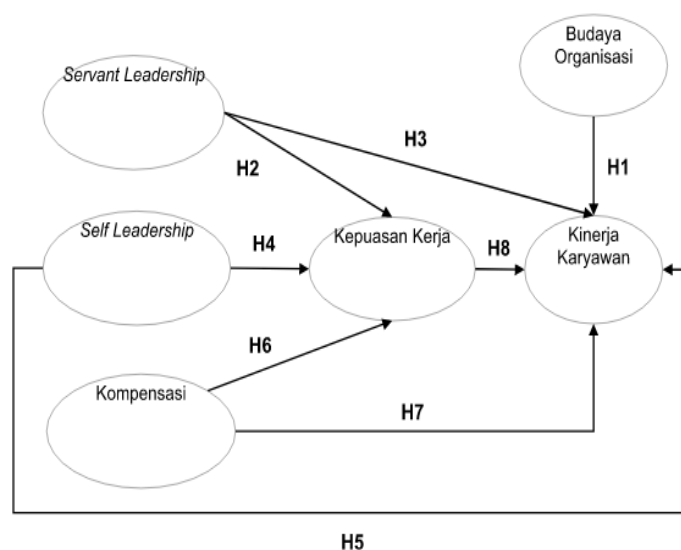 Budaya
Organisasi
Servant Leadership
H3
H2
H1
Self Leadership
H4
Kepuasan Kerja
H8
Kinerja
Karyawan
H6
Kompensasi
H7
H5